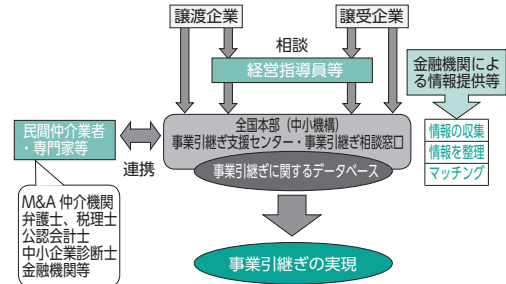 譲渡企業
譲受企業
相談
経営指導員等
金融機関によ
る情報提供等
全国本部（中小機構）
事業引継ぎ支援センター・事業引継ぎ相談窓口
事業引継ぎに関するデータベース
民間仲介業者
・専門家等
連携
情報の収集
情報を整理
マッチング
M&A 仲介機関
弁護士、税理士
公認会計士
中小企業診断士
金融機関等
事業引継ぎの実現